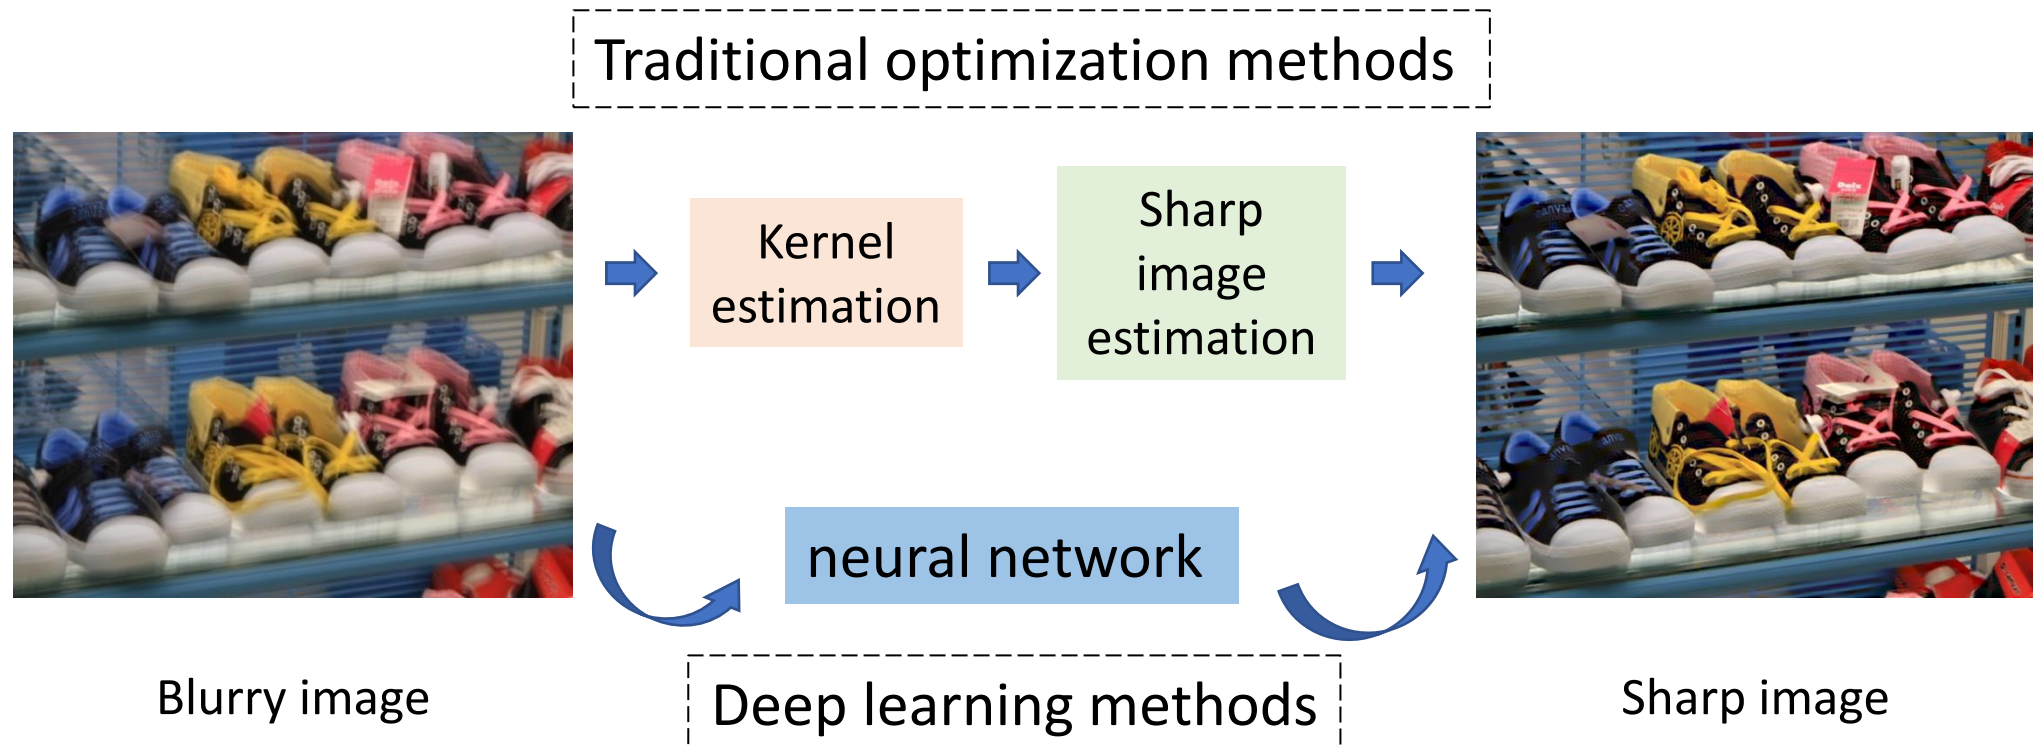 Traditional optimization methods
Kernel
estimation
Sharp
image
estimation
neural network
Blurry image
Deep learning methods
Sharp image